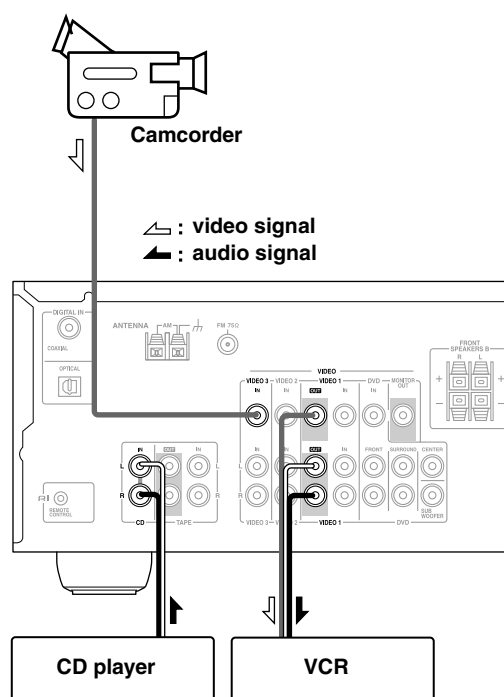 Camcorder
: video signal
: audio signal
DIGITAL IN
COAXIAL
OPTICAL
ANTENNA
AM
FM 75Ω
VIDEO
VIDEO 3
VIDEO 2
VIDEO 1
DVD
MONITOR
OUT
IN
IN
OUT
IN
IN
FRONT
SPEAKERS B
R L
+
–
+
–
IN
OUT
IN
L
R
L
R
CD
TAPE
IN
IN
OUT
IN
FRONT
SURROUND
CENTER
L
R
L
R
SUB
WOOFER
VIDEO 3
VIDEO 2
VIDEO 1
DVD
RI
REMOTE
CONTROL
CD player
VCR